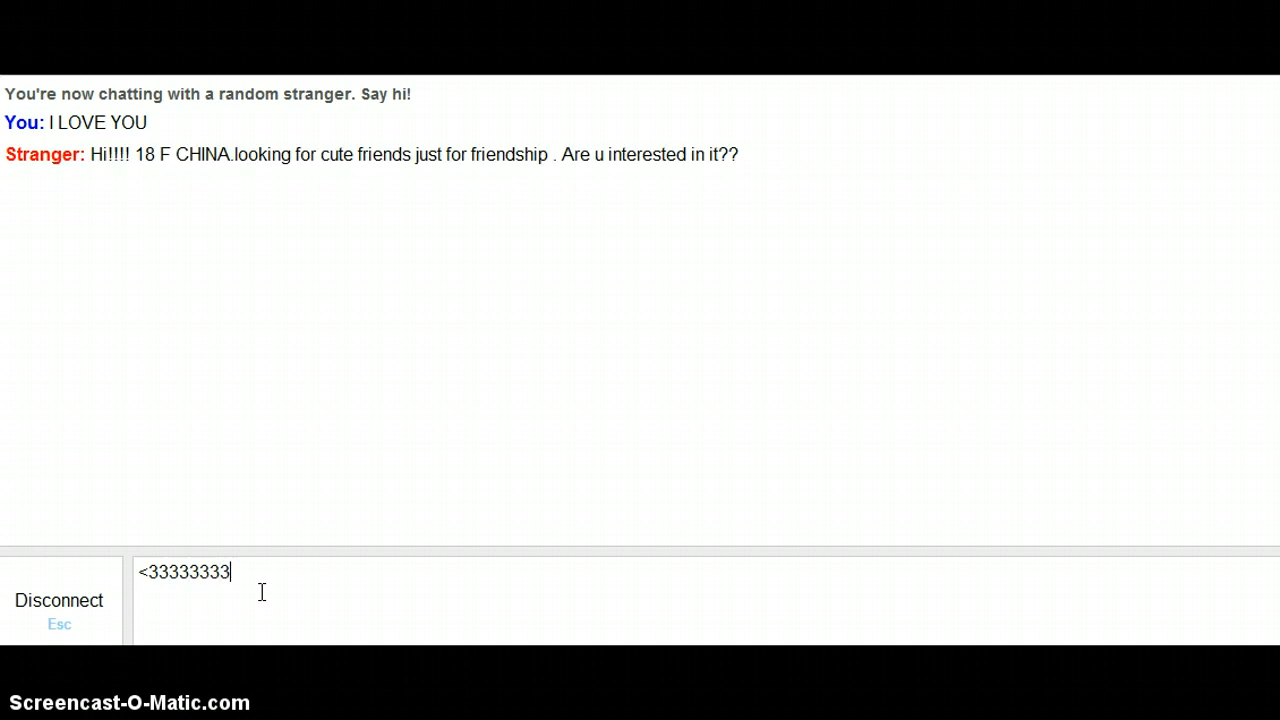 You're now chatting with a random stranger. Say hi!
You: I LOVE YOU
Stranger: Hi!!!! 18 F CHINA.looking for cute friends just for friendship . Are u interested in it??
<33333333
Disconnect
Esc
Screencast-O-Matic.com